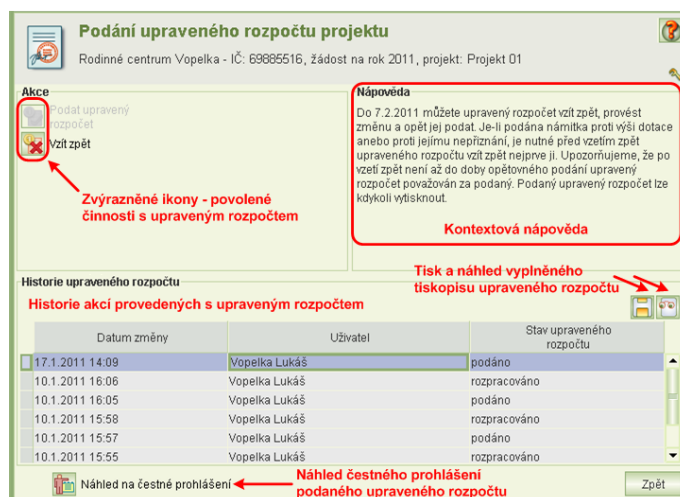 Podání upraveného rozpočtu projektu
Rodinné centrum Vopelka - IČ: 69885516, žádost na rok 2011, projekt: Projekt 01
Akce
Podat upravený
rozpočet
Vzít zpět
Zvýrazněné ikony - povolené
činnosti s upraveným rozpočtem
Nápověda
Do 7.2.2011 můžete upravený rozpočet vzít zpět, provést
změnu a opět jej podat. Je-li podána námitka proti výši dotace
anebo proti jejímu nepřiznání, je nutné před vzetím zpět
upraveného rozpočtu vzít zpět nejprve ji. Upozorňujeme, že po
vzetí zpět není až do doby opětovného podání upravený
rozpočet považován za podaný. Podaný upravený rozpočet lze
kdykoli vytisknout.
Kontextová nápověda
Tisk a náhled vyplněného
tiskopisu upraveného rozpočtu
Historie upraveného rozpočtu
Historie akcí provedených s upraveným rozpočtem
Datum změny Uživatel Stav upraveného
rozpočtu
17.1.2011 14:09 Vopelka Lukáš podáno
10.1.2011 16:06 Vopelka Lukáš rozpracováno
10.1.2011 16:05 Vopelka Lukáš podáno
10.1.2011 15:58 Vopelka Lukáš rozpracováno
10.1.2011 15:57 Vopelka Lukáš podáno
10.1.2011 15:55 Vopelka Lukáš rozpracováno
Náhled na čestné prohlášení
Náhled čestného prohlášení
podaného upraveného rozpočtu
Zpět